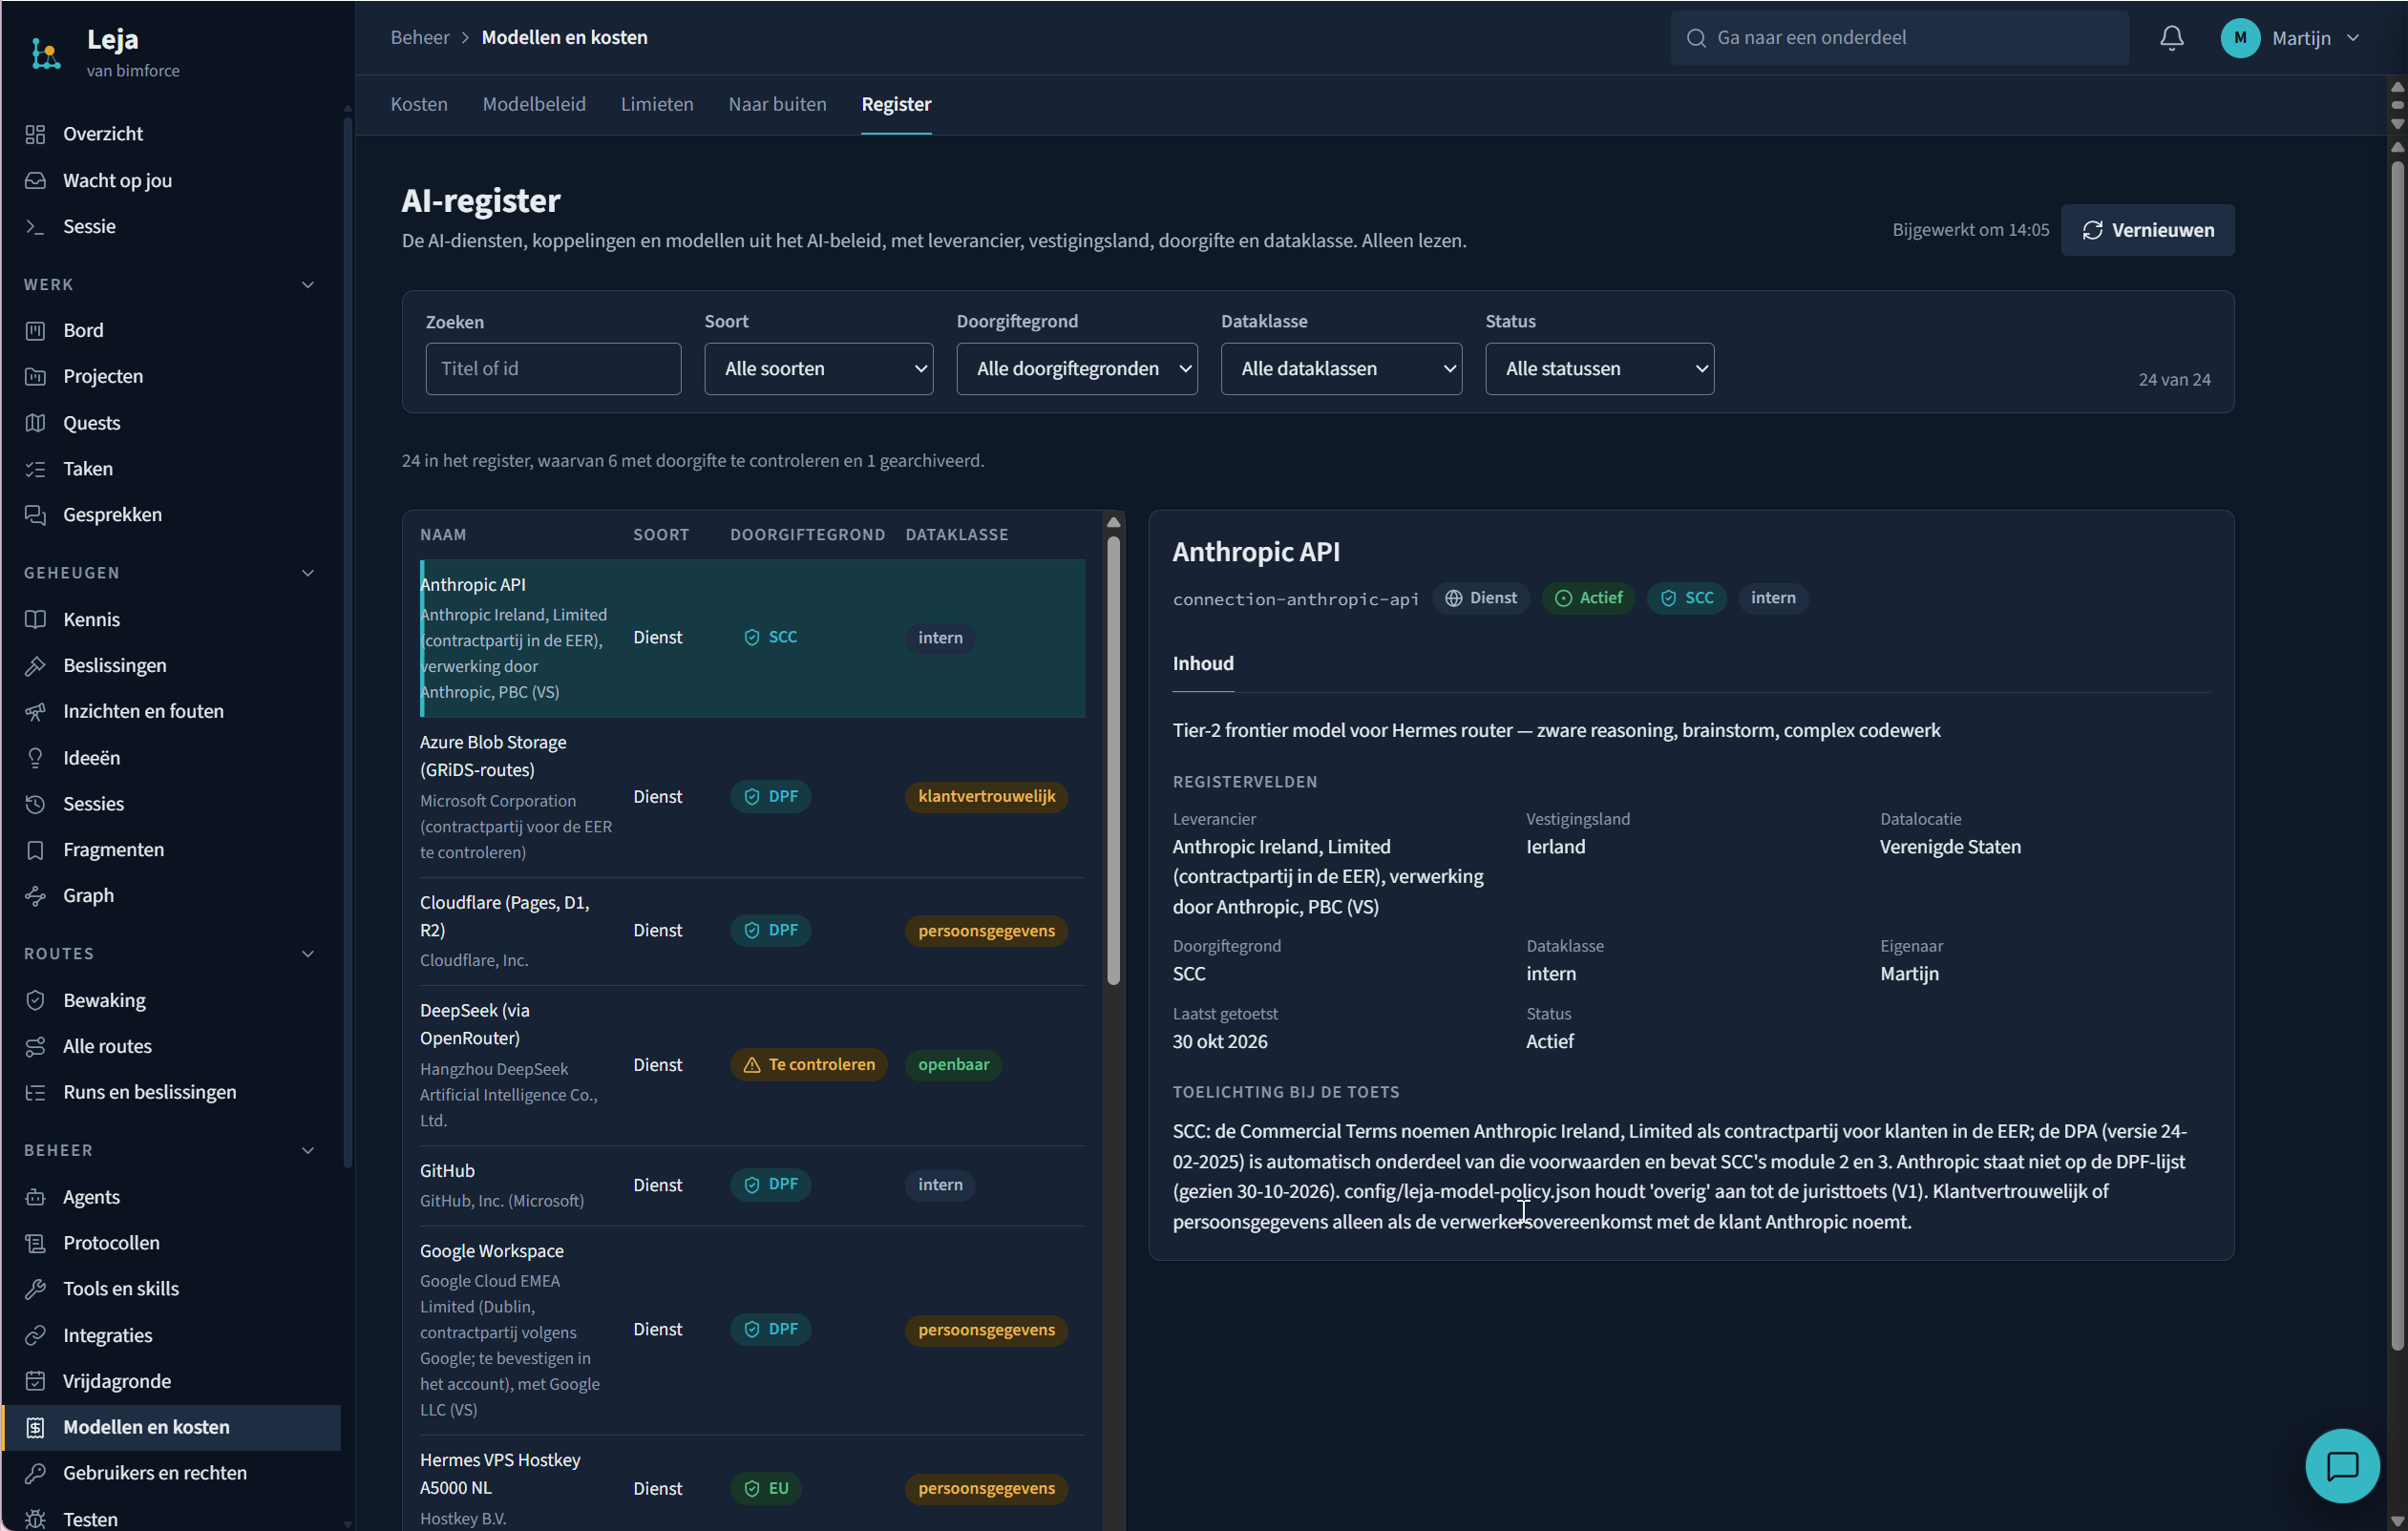 Leja
van bimforce
Overzicht
Wacht op jou
Sessie
WERK
Bord
Projecten
Quests
Taken
Gesprekken
GEHEUGEN
Kennis
Beslissingen
Inzichten en fouten
Ideeën
Sessies
Fragmenten
Graph
ROUTES
Bewaking
Alle routes
Runs en beslissingen
BEHEER
Agents
Protocollen
Tools en skills
Integraties
Vrijdagronde
Modellen en kosten
Gebruikers en rechten
Testen
Beheer > Modellen en kosten
Ga naar een onderdeel
M Martijn
Kosten Modelbeleid Limieten Naar buiten Register
AI-register
De AI-diensten, koppelingen en modellen uit het AI-beleid, met leverancier, vestigingsland, doorgifte en dataklasse. Alleen lezen.
Bijgewerkt om 14:05 Vernieuwen
Zoeken Soort Doorgiftegrond Dataklasse Status
Titel of id Alle soorten Alle doorgiftegronden Alle dataklassen Alle statussen
24 van 24
24 in het register, waarvan 6 met doorgifte te controleren en 1 gearchiveerd.
NAAM SOORT DOORGIFTEGROND DATAKLASSE
Anthropic API
Anthropic Ireland, Limited
(contractpartij in de EER),
verwerking door
Anthropic, PBC (VS)
Dienst SCC intern
Azure Blob Storage
(GRiDS-routes)
Microsoft Corporation
(contractpartij voor de EER
te controleren)
Dienst DPF klantvertrouwelijk
Cloudflare (Pages, D1,
R2)
Cloudflare, Inc.
Dienst DPF persoonsgegevens
DeepSeek (via
OpenRouter)
Hangzhou DeepSeek
Artificial Intelligence Co.,
Ltd.
Dienst Te controleren openbaar
GitHub
GitHub, Inc. (Microsoft)
Dienst DPF intern
Google Workspace
Google Cloud EMEA
Limited (Dublin,
contractpartij volgens
Google; te bevestigen in
het account), met Google
LLC (VS)
Dienst DPF persoonsgegevens
Hermes VPS Hostkey
A5000 NL
Hostkey B.V.
Dienst EU persoonsgegevens
Anthropic API
connection-anthropic-api Dienst Actief SCC intern
Inhoud
Tier-2 frontier model voor Hermes router — zware reasoning, brainstorm, complex codewerk
REGISTERVELDEN
Leverancier
Anthropic Ireland, Limited
(contractpartij in de EER), verwerking
door Anthropic, PBC (VS)
Vestigingsland
Ierland
Datalocatie
Verenigde Staten
Doorgiftegrond
SCC
Dataklasse
intern
Eigenaar
Martijn
Laatst getoetst
30 okt 2026
Status
Actief
TOELICHTING BIJ DE TOETS
SCC: de Commercial Terms noemen Anthropic Ireland, Limited als contractpartij voor klanten in de EER; de DPA (versie 24-
02-2025) is automatisch onderdeel van die voorwaarden en bevat SCC's module 2 en 3. Anthropic staat niet op de DPF-lijst
(gezien 30-10-2026). config/leja-model-policy.json houdt 'overig' aan tot de juristtoets (V1). Klantvertrouwelijk of
persoonsgegevens alleen als de verwerkersovereenkomst met de klant Anthropic noemt.